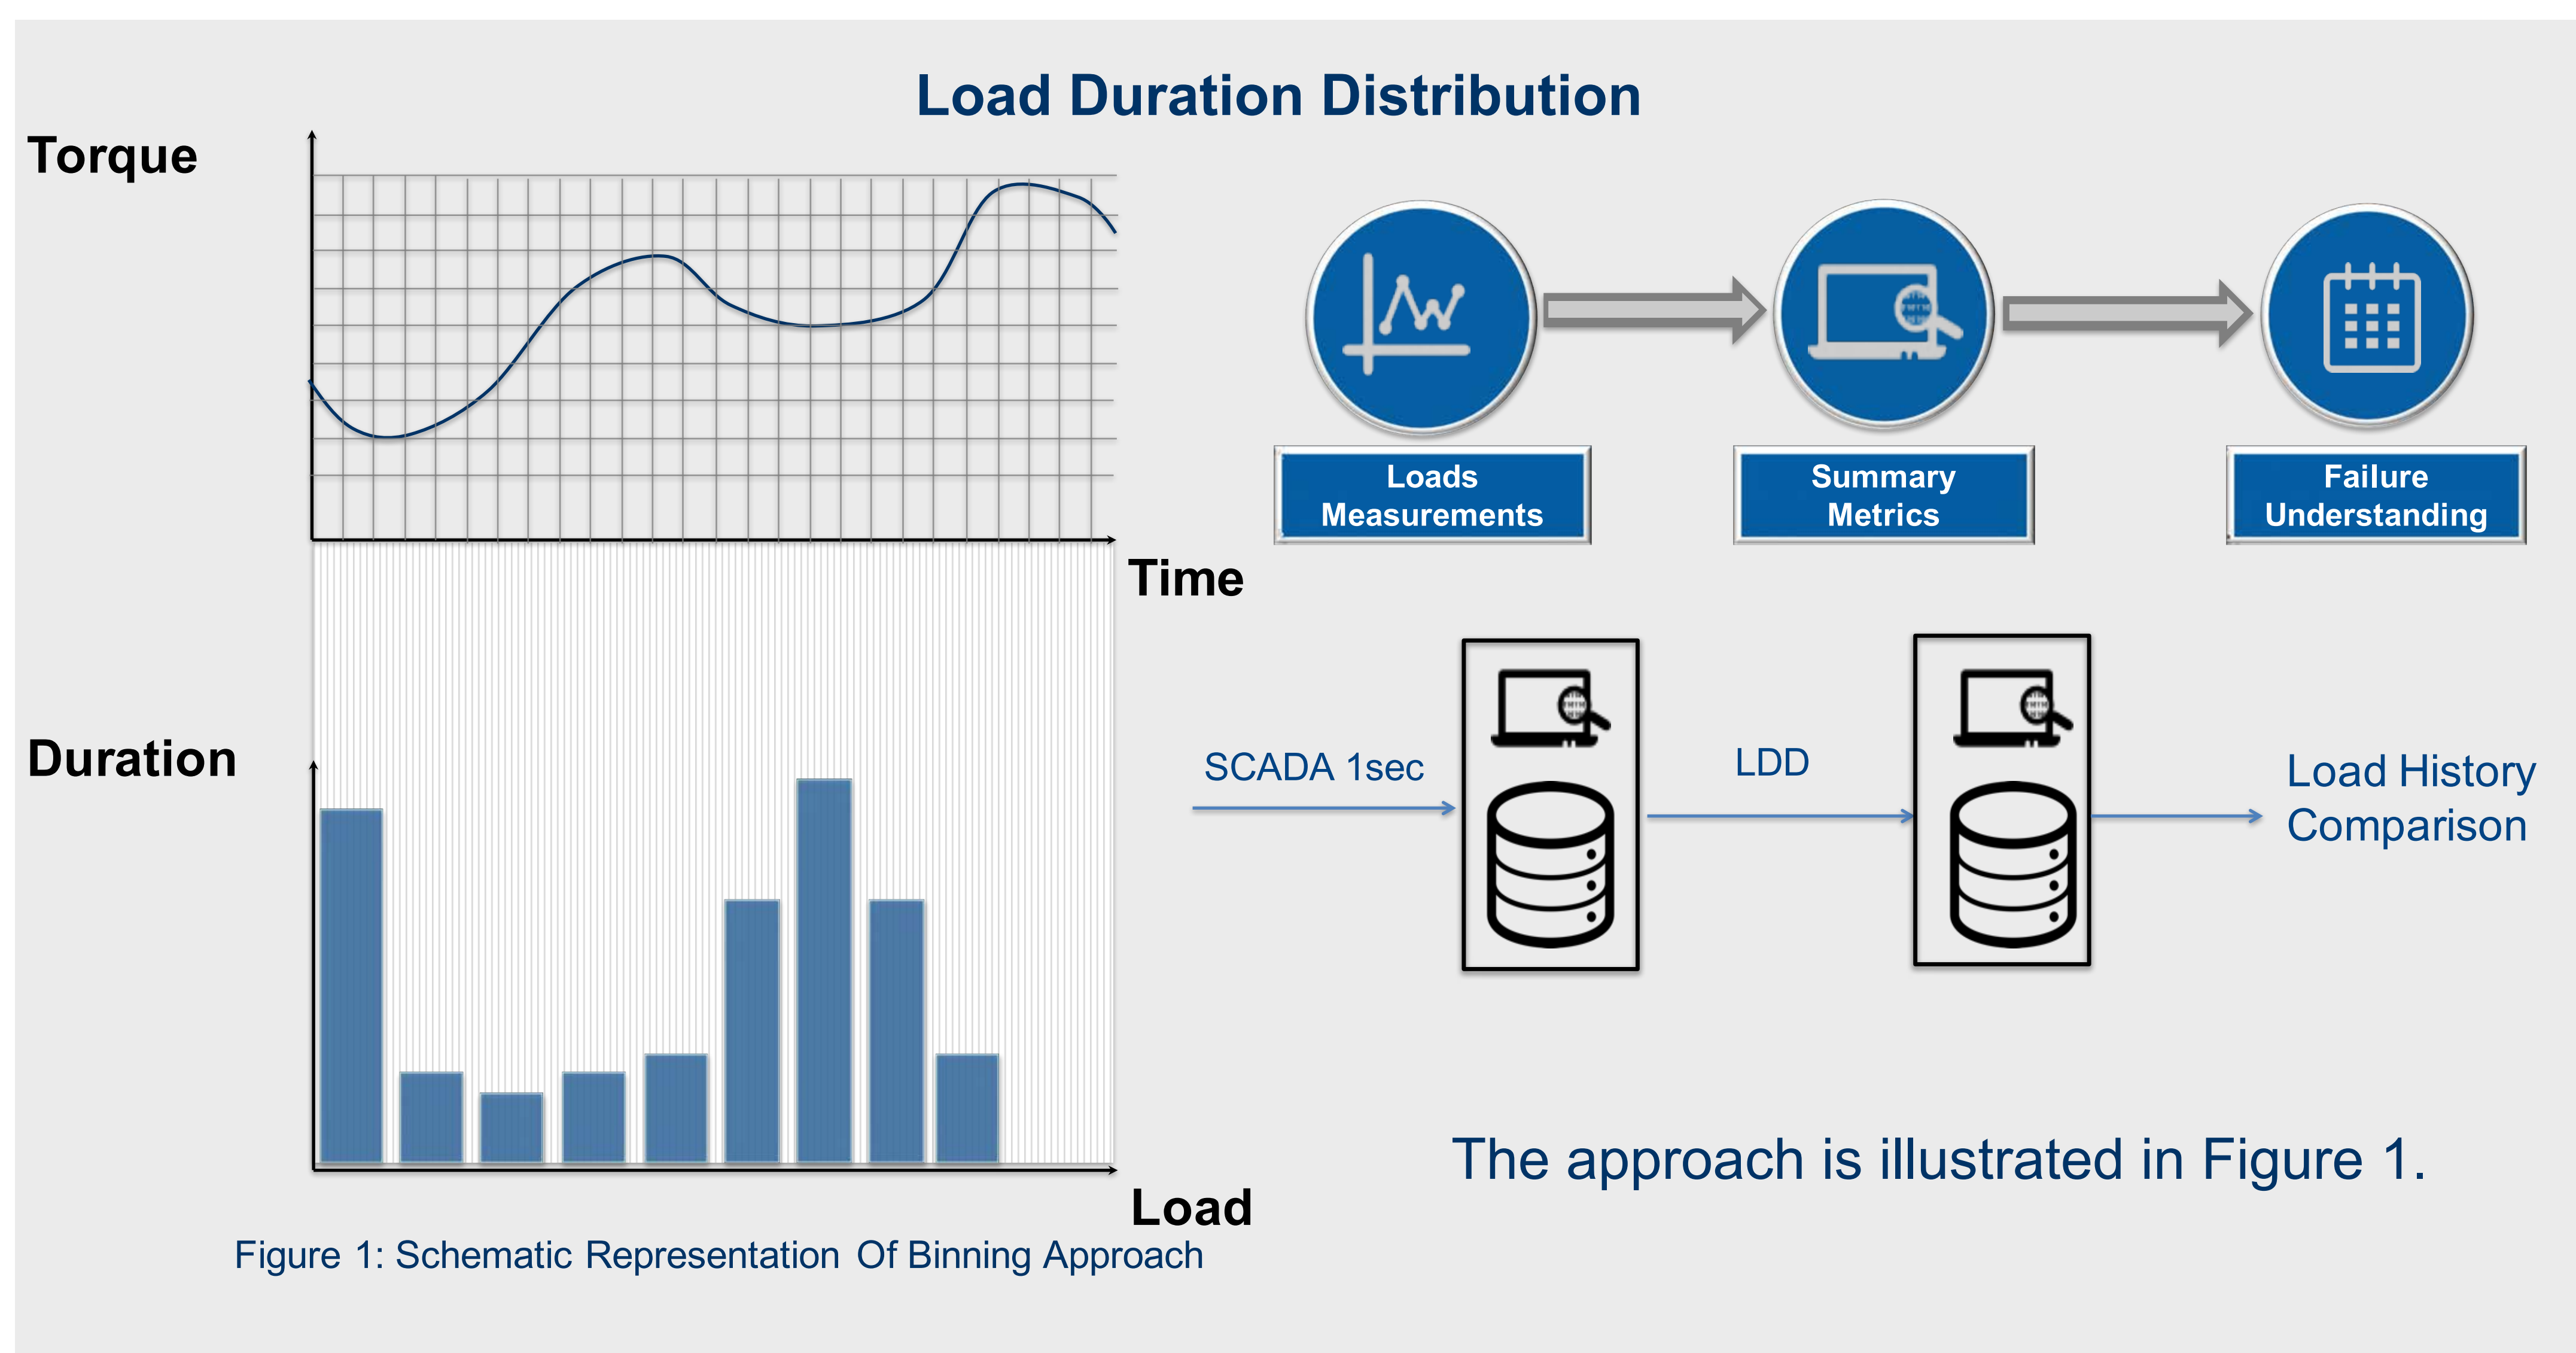 Load Duration Distribution
Torque
Time
Duration
Load
Figure 1: Schematic Representation Of Binning Approach
Loads
Measurements
Summary
Metrics
Failure
Understanding
SCADA 1sec
LDD
Load History
Comparison
The approach is illustrated in Figure 1.